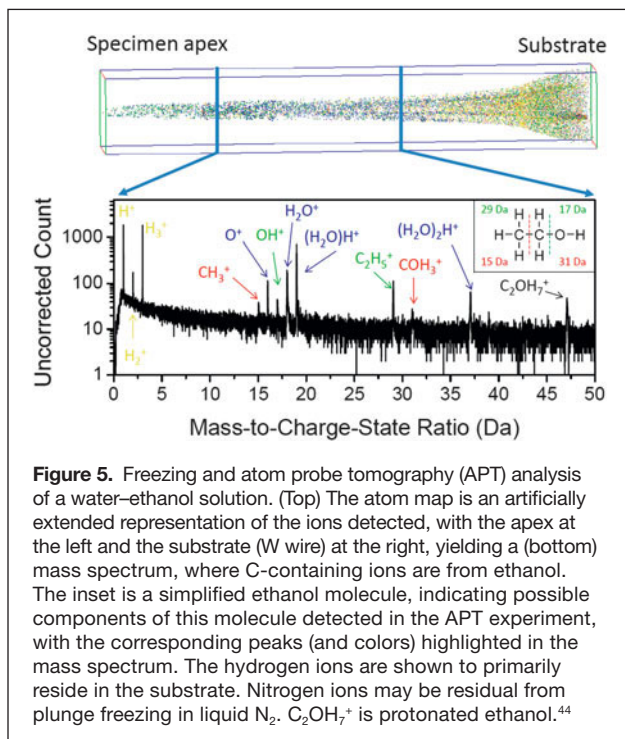 Specimen apex Substrate
H⁺
H₃⁺
H₂⁺
CH₃⁺
O⁺
OH⁺
H₂O⁺
(H₂O)H⁺
C₂H₅⁺
COH₃⁺
(H₂O)₂H⁺
C₂OH₇⁺
29 Da 17 Da
H H
H-C-C-O-H
H H
15 Da 31 Da
Uncorrected Count
1000
100
10
1
0 5 10 15 20 25 30 35 40 45 50
Mass-to-Charge-State Ratio (Da)
Figure 5. Freezing and atom probe tomography (APT) analysis
of a water–ethanol solution. (Top) The atom map is an artificially
extended representation of the ions detected, with the apex at
the left and the substrate (W wire) at the right, yielding a (bottom)
mass spectrum, where C-containing ions are from ethanol.
The inset is a simplified ethanol molecule, indicating possible
components of this molecule detected in the APT experiment,
with the corresponding peaks (and colors) highlighted in the
mass spectrum. The hydrogen ions are shown to primarily
reside in the substrate. Nitrogen ions may be residual from
plunge freezing in liquid N₂. C₂OH₇⁺ is protonated ethanol.⁴⁴